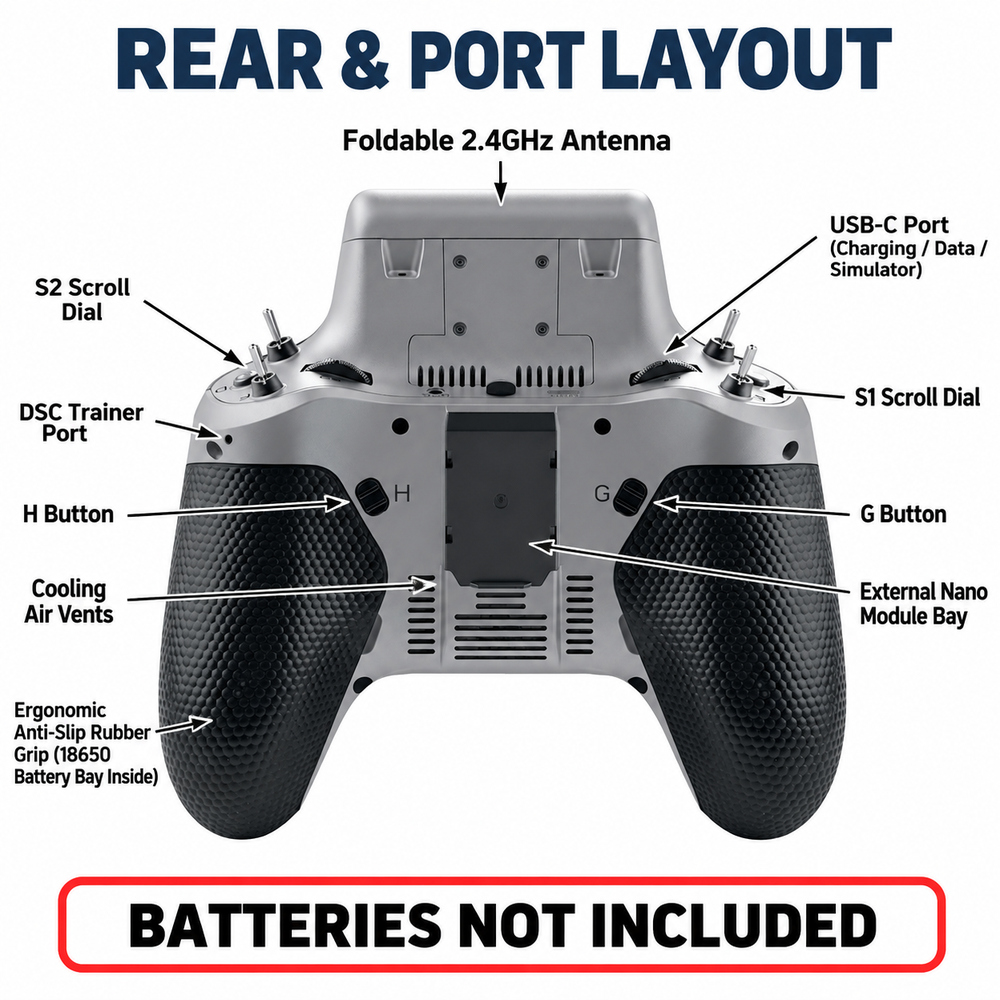 REAR & PORT LAYOUT
Foldable 2.4GHz Antenna
USB-C Port
(Charging / Data /
Simulator)
S2 Scroll
Dial
S1 Scroll Dial
DSC Trainer
Port
H
G
H Button
G Button
Cooling
Air Vents
External Nano
Module Bay
Ergonomic
Anti-Slip Rubber
Grip (18650
Battery Bay Inside)
BATTERIES NOT INCLUDED